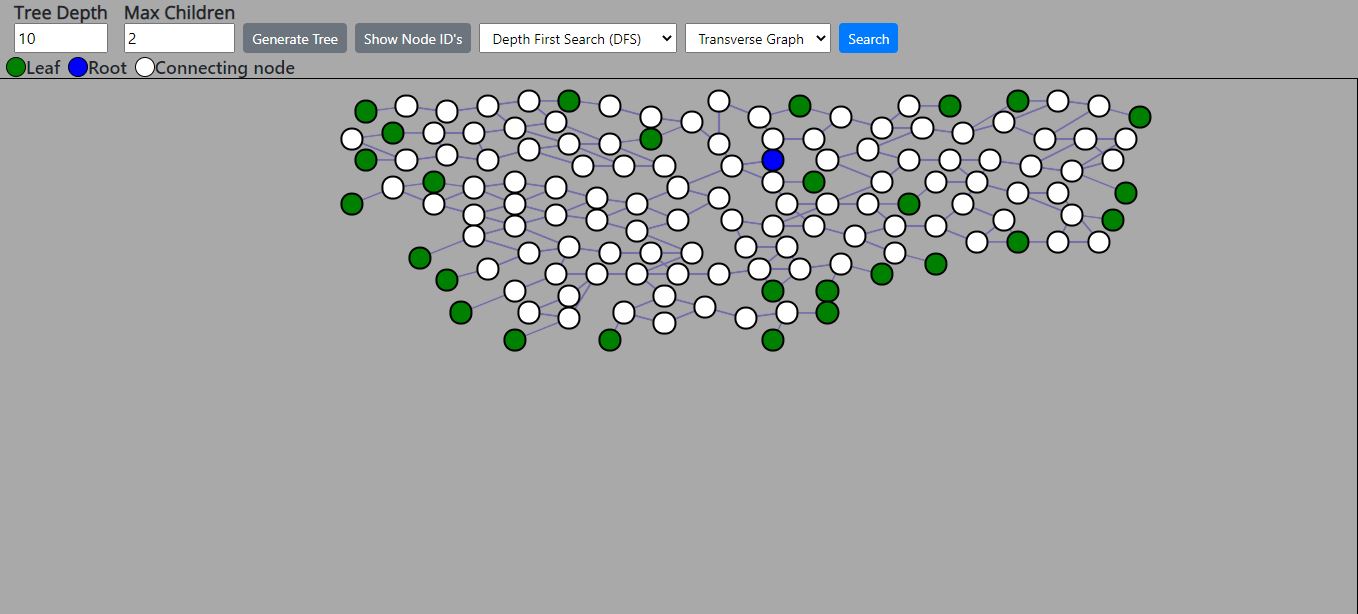 Tree Depth Max Children
10 2 Generate Tree Show Node ID's Depth First Search (DFS) Transverse Graph Search
Leaf Root Connecting node